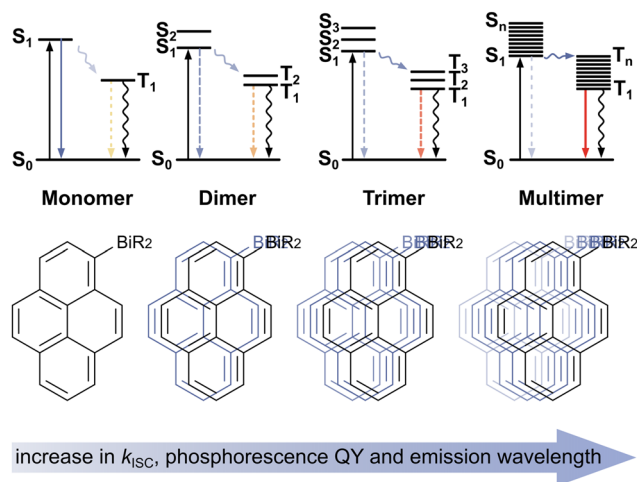 S1
T1
S0
S2
S1
T2
T1
S0
S3
S2
S1
T3
T2
T1
S0
Sn
S1
Tn
T1
S0
Monomer Dimer Trimer Multimer
BiR2 BiR2 BiR2 BiR2
increase in kISC, phosphorescence QY and emission wavelength